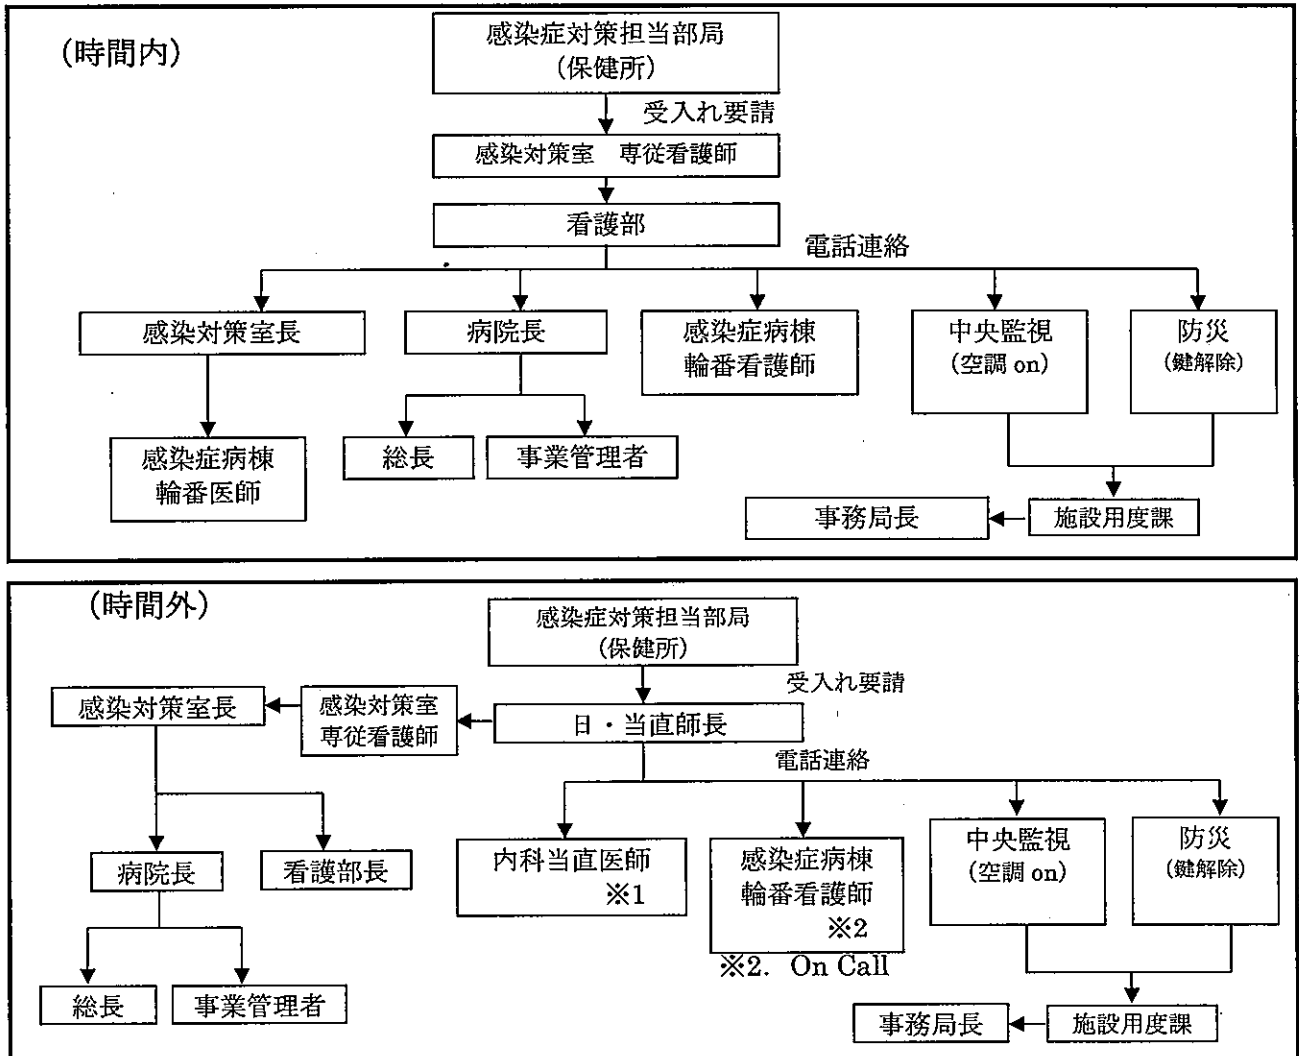 (時間内)
感染症対策担当部局
(保健所)
受入れ要請
感染対策室 専従看護師
看護部
電話連絡
感染対策室長
病院長
感染症病棟
輪番看護師
中央監視
(空調 on)
防災
(鍵解除)
感染症病棟
輪番医師
総長
事業管理者
事務局長
施設用度課
(時間外)
感染症対策担当部局
(保健所)
受入れ要請
感染対策室長
感染対策室
専従看護師
日・当直師長
電話連絡
病院長
看護部長
内科当直医師
※1
感染症病棟
輪番看護師
※2
中央監視
(空調 on)
防災
(鍵解除)
※2. On Call
総長
事業管理者
事務局長
施設用度課